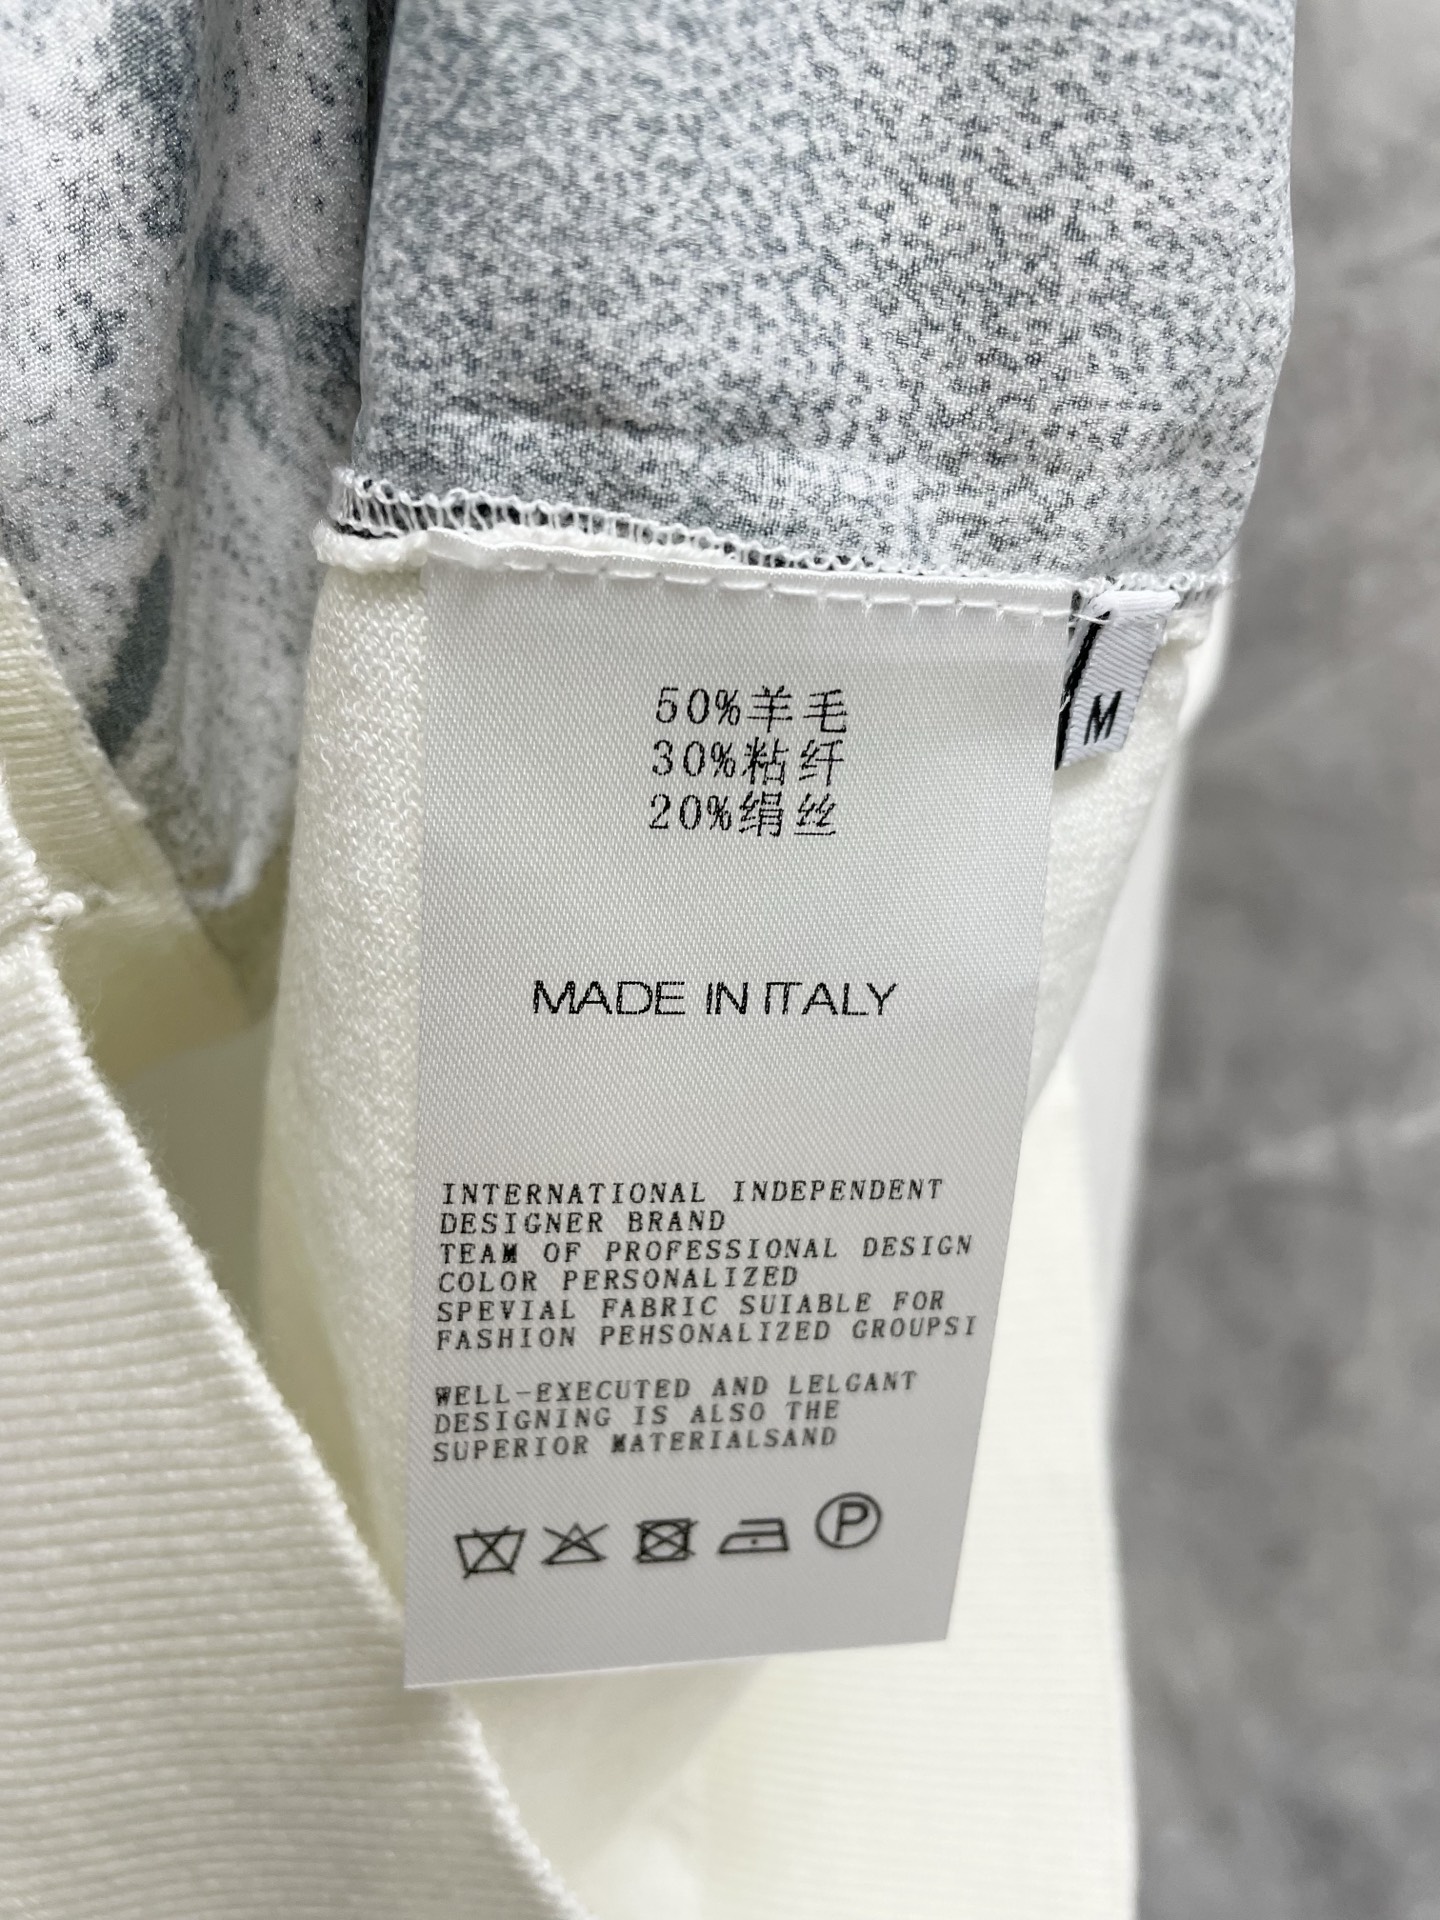 50%羊毛
30%粘纤
20%绢丝
M
MADE IN ITALY
INTERNATIONAL INDEPENDENT
DESIGNER BRAND
TEAM OF PROFESSIONAL DESIGN
COLOR PERSONALIZED
SPEVIAL FABRIC SUIABLE FOR
FASHION PEHSONALIZED GROUPSI
WELL-EXECUTED AND LELGANT
DESIGNING IS ALSO THE
SUPERIOR MATERIALSAND
P